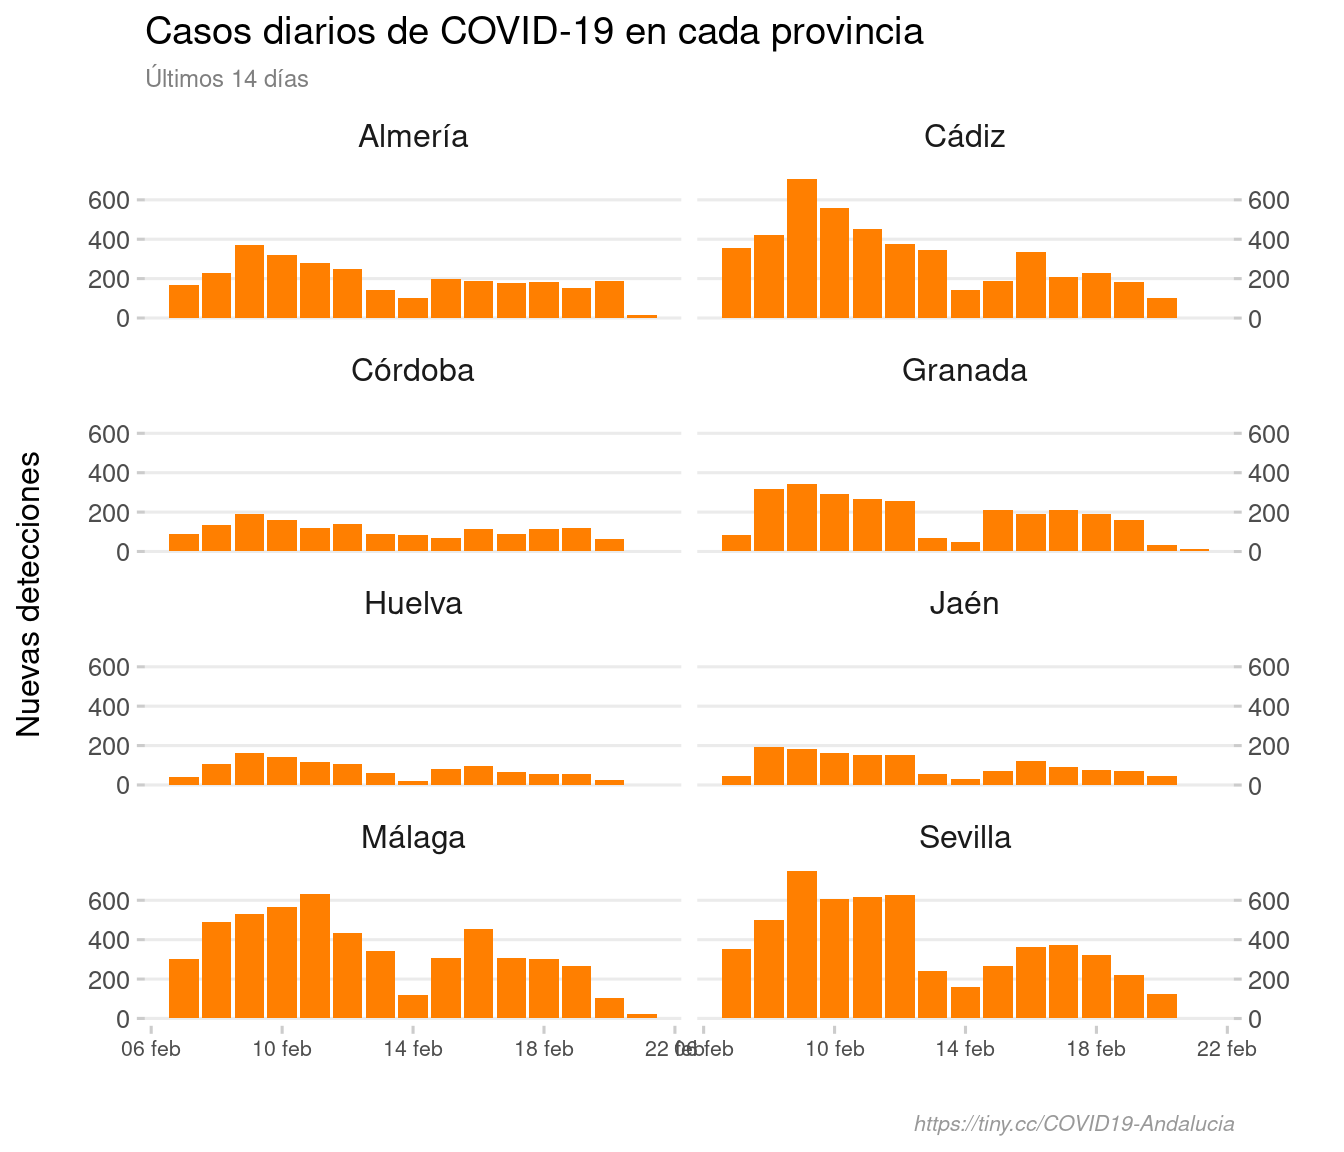 Casos diarios de COVID-19 en cada provincia
Últimos 14 días
Almería
Cádiz
600
400
200
0
600
400
200
0
Córdoba
Granada
600
400
200
0
600
400
200
0
Nuevas detecciones
Huelva
Jaén
600
400
200
0
600
400
200
0
Málaga
Sevilla
600
400
200
0
600
400
200
0
06 feb 10 feb 14 feb 18 feb 22 feb
06 feb 10 feb 14 feb 18 feb 22 feb
https://tiny.cc/COVID19-Andalucia